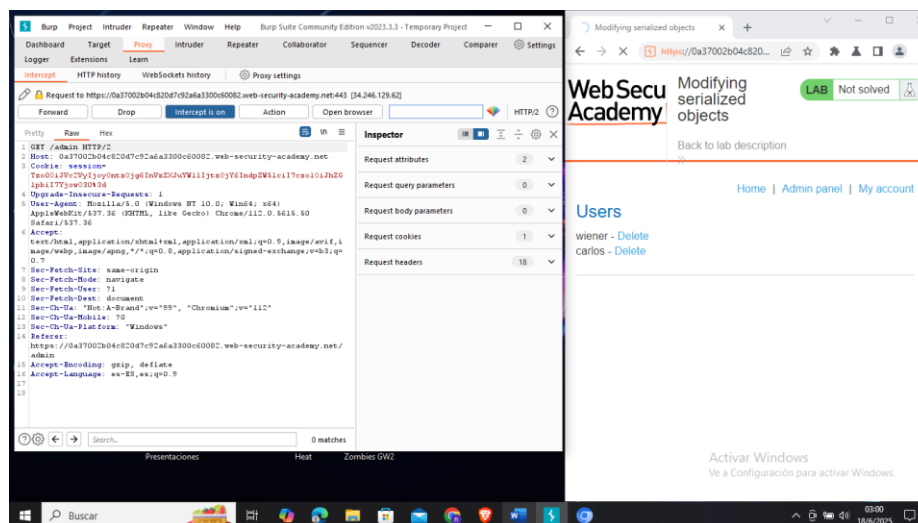 Burp Project Intruder Repeater Window Help Burp Suite Community Edition v2023.3.3 - Temporary Project
Dashboard Target Proxy Intruder Repeater Collaborator Sequencer Decoder Comparer Settings
Logger Extensions Learn
Intercept HTTP history WebSockets history Proxy settings
Request to https://0a37002b04c820d7c92a6a3300c60082.web-security-academy.net:443 [34.246.129.62]
Forward Drop Intercept is on Action Open browser HTTP/2
Pretty Raw Hex
1 GET /admin HTTP/2
2 Host: 0a37002b04c820d7c92a6a3300c60082.web-security-academy.net
3 Cookie: session=
4 Upgrade-Insecure-Requests: 1
5 User-Agent: Mozilla/5.0 (Windows NT 10.0; Win64; x64)
AppleWebKit/537.36 (KHTML, like Gecko) Chrome/112.0.5615.50
Safari/537.36
6 Accept:
text/html,application/xhtml+xml,application/xml;q=0.9,image/avif,i
mage/webp,image/apng,*/*;q=0.8,application/signed-exchange;v=b3;q=
0.7
7 Sec-Fetch-Site: same-origin
8 Sec-Fetch-Mode: navigate
9 Sec-Fetch-User: ?1
10 Sec-Fetch-Dest: document
11 Sec-Ch-Ua: "Not:A-Brand";v="99", "Chromium";v="112"
12 Sec-Ch-Ua-Mobile: ?0
13 Sec-Ch-Ua-Platform: "Windows"
14 Referer:
https://0a37002b04c820d7c92a6a3300c60082.web-security-academy.net/
admin
15 Accept-Encoding: gzip, deflate
16 Accept-Language: es-ES,es;q=0.9
17
18
Inspector
Request attributes 2
Request query parameters 0
Request body parameters 0
Request cookies 1
Request headers 18
Search... 0 matches
Presentaciones Heat Zombies GW2
Modifying serialized objects
https://0a37002b04c820...
Web Secu
Academy
Modifying
serialized
objects
LAB Not solved
Back to lab description
Home | Admin panel | My account
Users
wiener - Delete
carlos - Delete
Activar Windows
Ve a Configuración para activar Windows.
Buscar
03:00
18/6/2025